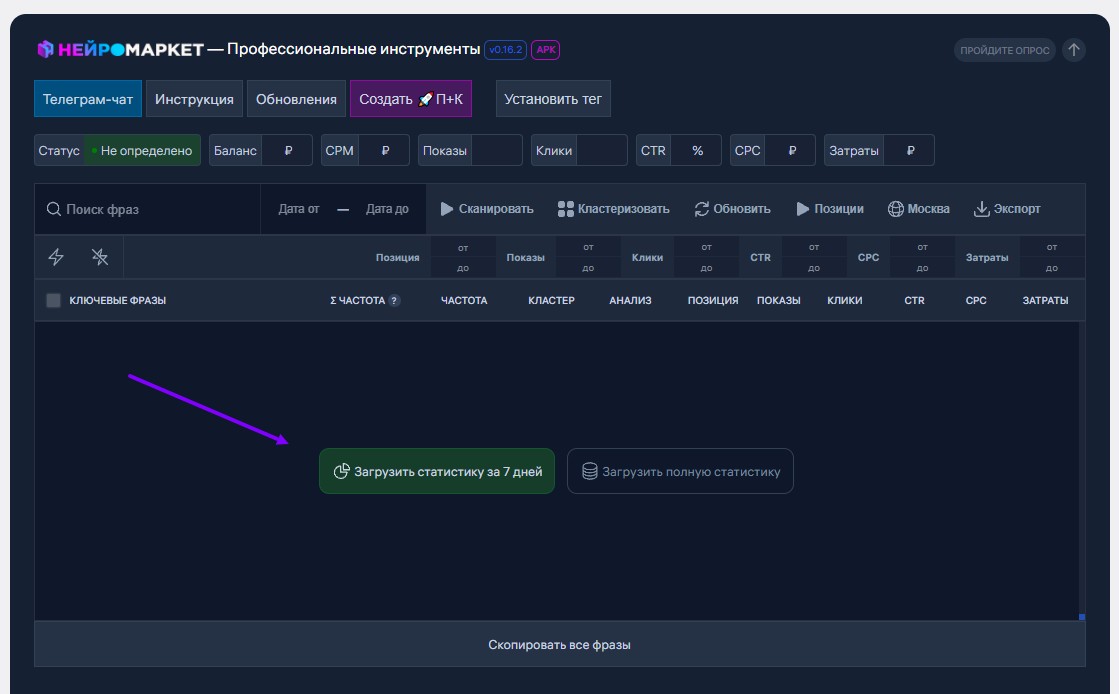 НЕЙРОМАРКЕТ — Профессиональные инструменты v0.16.2 АРК ПРОЙДИТЕ ОПРОС
Телеграм-чат Инструкция Обновления Создать 🚀 П+К Установить тег
Статус Не определено Баланс ₽ CPM ₽ Показы Клики CTR % CPC ₽ Затраты ₽
Поиск фраз Дата от — Дата до Сканировать Кластеризовать Обновить Позиции Москва Экспорт
Позиция от до Показы от до Клики от до CTR от до CPC от до Затраты от до
КЛЮЧЕВЫЕ ФРАЗЫ Σ ЧАСТОТА ? ЧАСТОТА КЛАСТЕР АНАЛИЗ ПОЗИЦИЯ ПОКАЗЫ КЛИКИ CTR CPC ЗАТРАТЫ
Загрузить статистику за 7 дней Загрузить полную статистику
Скопировать все фразы